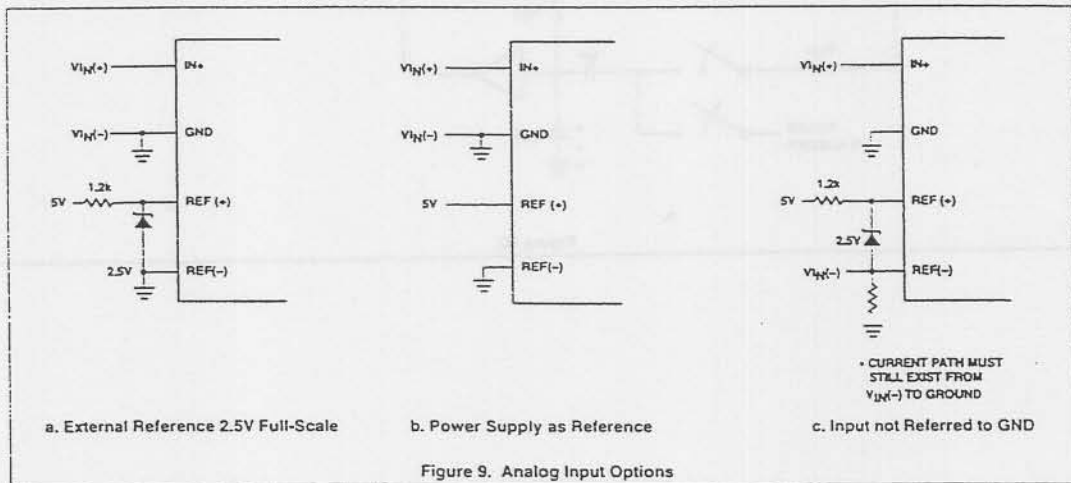 VIN(+)
IN+
VIN(-)
GND
1.2k
5V
REF (+)
2.5V
REF(-)
a. External Reference 2.5V Full-Scale
VIN(+)
IN+
VIN(-)
GND
5V
REF (+)
REF(-)
b. Power Supply as Reference
VIN(+)
IN+
GND
1.2k
5V
REF (+)
2.5V
VIN(-)
REF(-)
• CURRENT PATH MUST
STILL EXIST FROM
VIN(-) TO GROUND
c. Input not Referred to GND
Figure 9. Analog Input Options